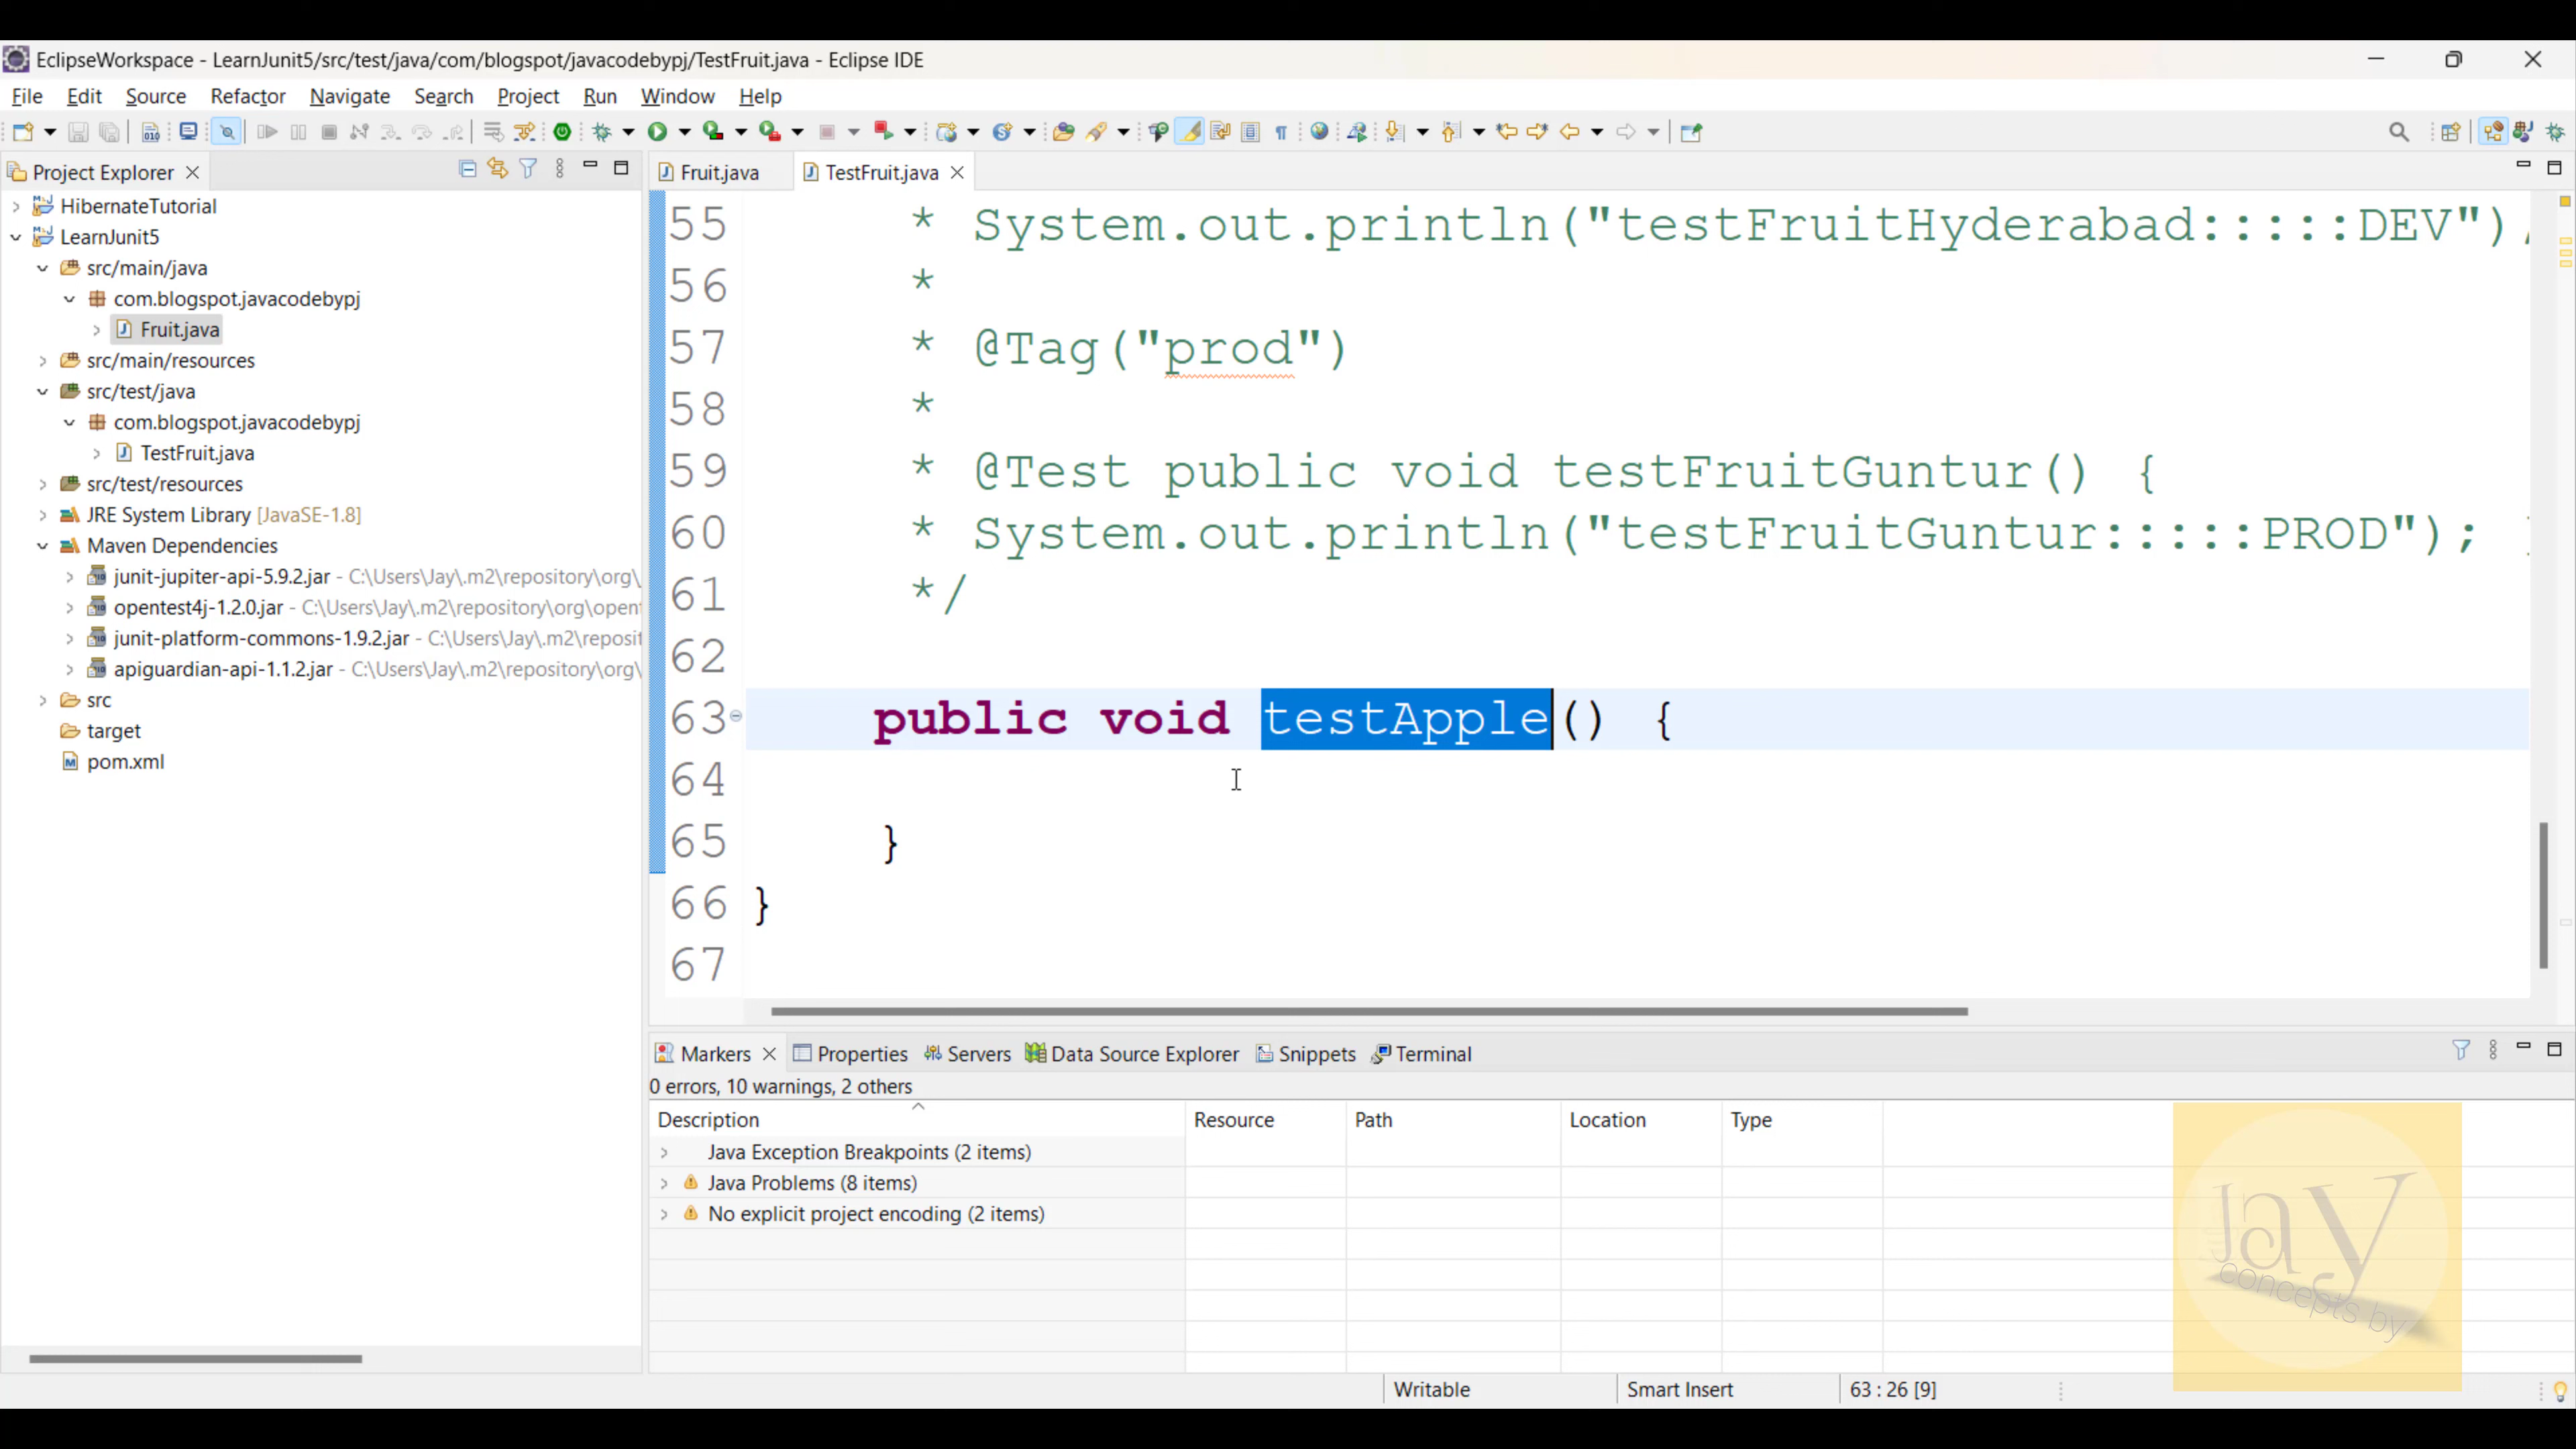 EclipseWorkspace - LearnJunit5/src/test/java/com/blogspot/javacodebypj/TestFruit.java - Eclipse IDE
File Edit Source Refactor Navigate Search Project Run Window Help
Project Explorer
HibernateTutorial
LearnJunit5
src/main/java
com.blogspot.javacodebypj
Fruit.java
src/main/resources
src/test/java
com.blogspot.javacodebypj
TestFruit.java
src/test/resources
JRE System Library [JavaSE-1.8]
Maven Dependencies
junit-jupiter-api-5.9.2.jar - C:\Users\Jay\.m2\repository\org\
opentest4j-1.2.0.jar - C:\Users\Jay\.m2\repository\org\opent
junit-platform-commons-1.9.2.jar - C:\Users\Jay\.m2\reposit
apiguardian-api-1.1.2.jar - C:\Users\Jay\.m2\repository\org\
src
target
pom.xml
Fruit.java TestFruit.java
55 * System.out.println("testFruitHyderabad:::::DEV");
56 *
57 * @Tag("prod")
58 *
59 * @Test public void testFruitGuntur() {
60 * System.out.println("testFruitGuntur:::::PROD"); }
61 */
62
63 public void testApple() {
64
65 }
66 }
67
Markers Properties Servers Data Source Explorer Snippets Terminal
0 errors, 10 warnings, 2 others
Description Resource Path Location Type
Java Exception Breakpoints (2 items)
Java Problems (8 items)
No explicit project encoding (2 items)
Jay
concepts by
Writable Smart Insert 63 : 26 [9]